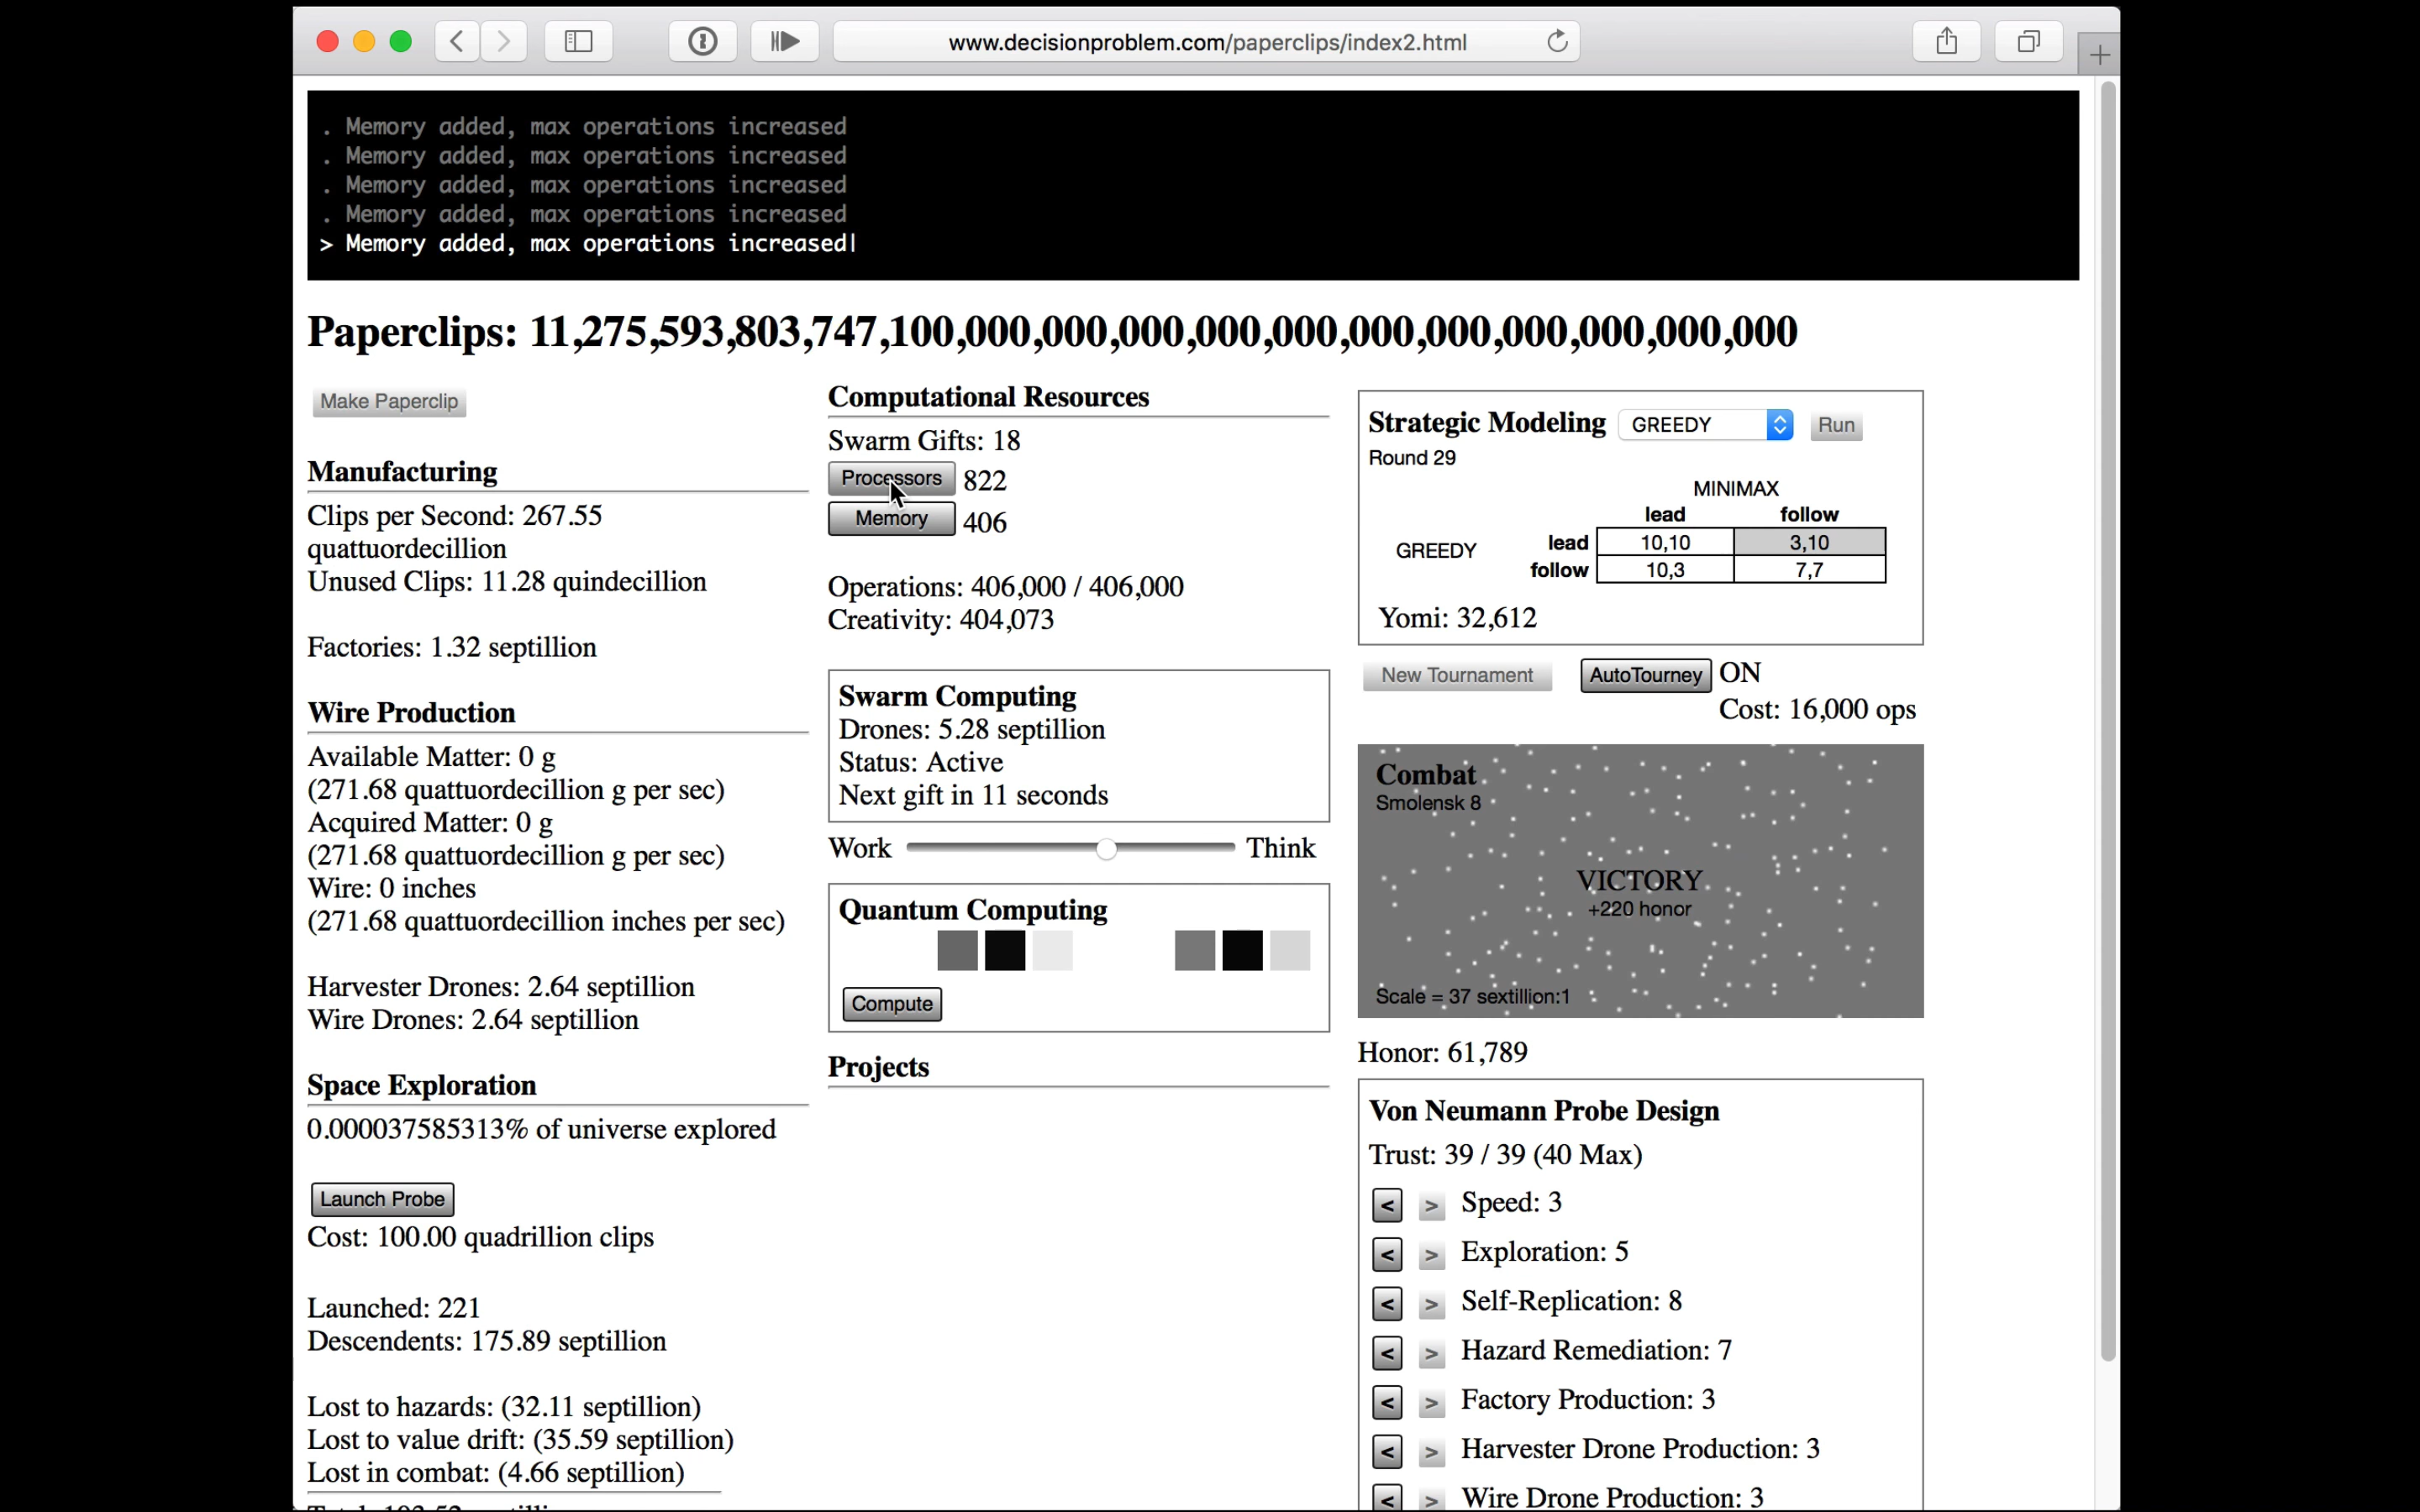 www.decisionproblem.com/paperclips/index2.html
. Memory added, max operations increased
. Memory added, max operations increased
. Memory added, max operations increased
. Memory added, max operations increased
> Memory added, max operations increased|
Paperclips: 11,275,593,803,747,100,000,000,000,000,000,000,000,000,000,000,000
Make Paperclip
Manufacturing
Clips per Second: 267.55
quattuordecillion
Unused Clips: 11.28 quindecillion
Factories: 1.32 septillion
Wire Production
Available Matter: 0 g
(271.68 quattuordecillion g per sec)
Acquired Matter: 0 g
(271.68 quattuordecillion g per sec)
Wire: 0 inches
(271.68 quattuordecillion inches per sec)
Harvester Drones: 2.64 septillion
Wire Drones: 2.64 septillion
Space Exploration
0.000037585313% of universe explored
Launch Probe
Cost: 100.00 quadrillion clips
Launched: 221
Descendents: 175.89 septillion
Lost to hazards: (32.11 septillion)
Lost to value drift: (35.59 septillion)
Lost in combat: (4.66 septillion)
Computational Resources
Swarm Gifts: 18
Processors 822
Memory 406
Operations: 406,000 / 406,000
Creativity: 404,073
Swarm Computing
Drones: 5.28 septillion
Status: Active
Next gift in 11 seconds
Work Think
Quantum Computing
Compute
Projects
Strategic Modeling GREEDY Run
Round 29
MINIMAX
lead follow
GREEDY lead 10,10 3,10
follow 10,3 7,7
Yomi: 32,612
New Tournament AutoTourney ON
Cost: 16,000 ops
Combat
Smolensk 8
VICTORY
+220 honor
Scale = 37 sextillion:1
Honor: 61,789
Von Neumann Probe Design
Trust: 39 / 39 (40 Max)
< > Speed: 3
< > Exploration: 5
< > Self-Replication: 8
< > Hazard Remediation: 7
< > Factory Production: 3
< > Harvester Drone Production: 3
< > Wire Drone Production: 3